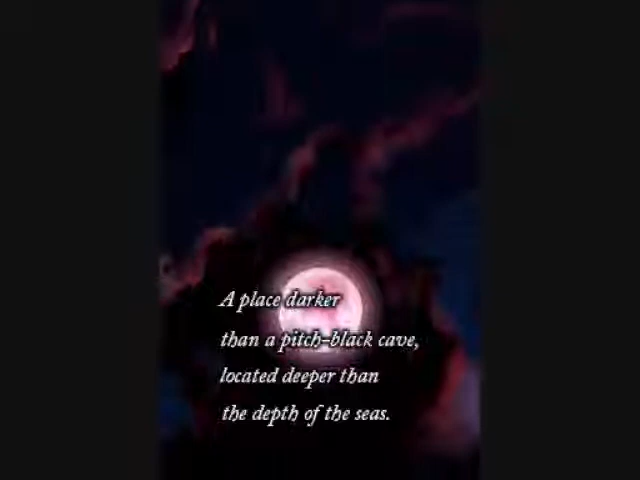 A place darker
than a pitch-black cave,
located deeper than
the depth of the seas.